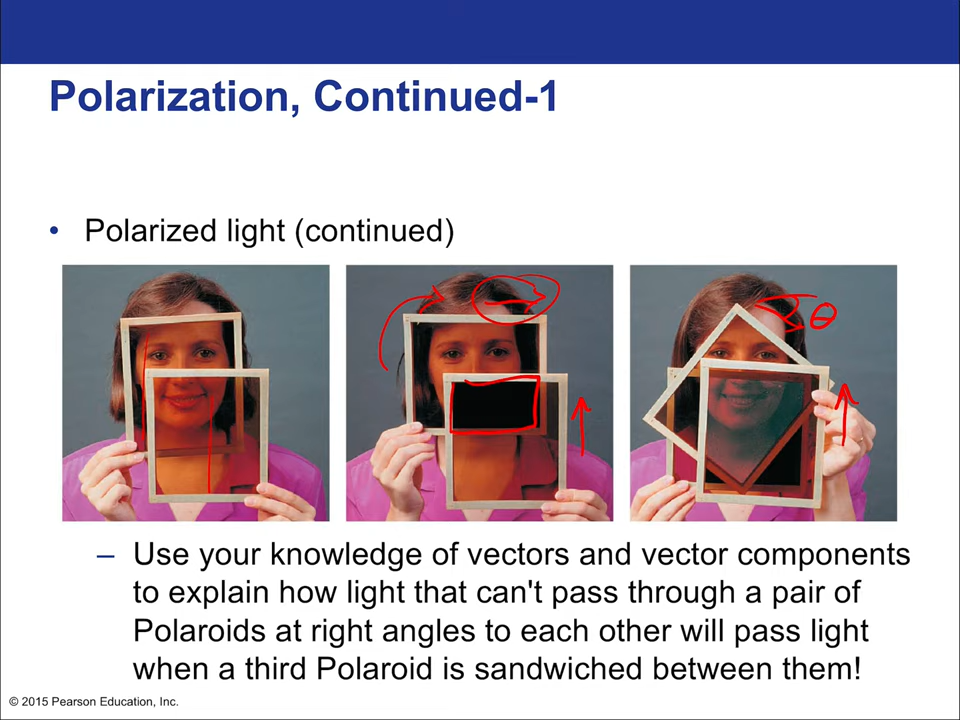 Polarization, Continued-1
• Polarized light (continued)
θ
– Use your knowledge of vectors and vector components
to explain how light that can't pass through a pair of
Polaroids at right angles to each other will pass light
when a third Polaroid is sandwiched between them!
© 2015 Pearson Education, Inc.